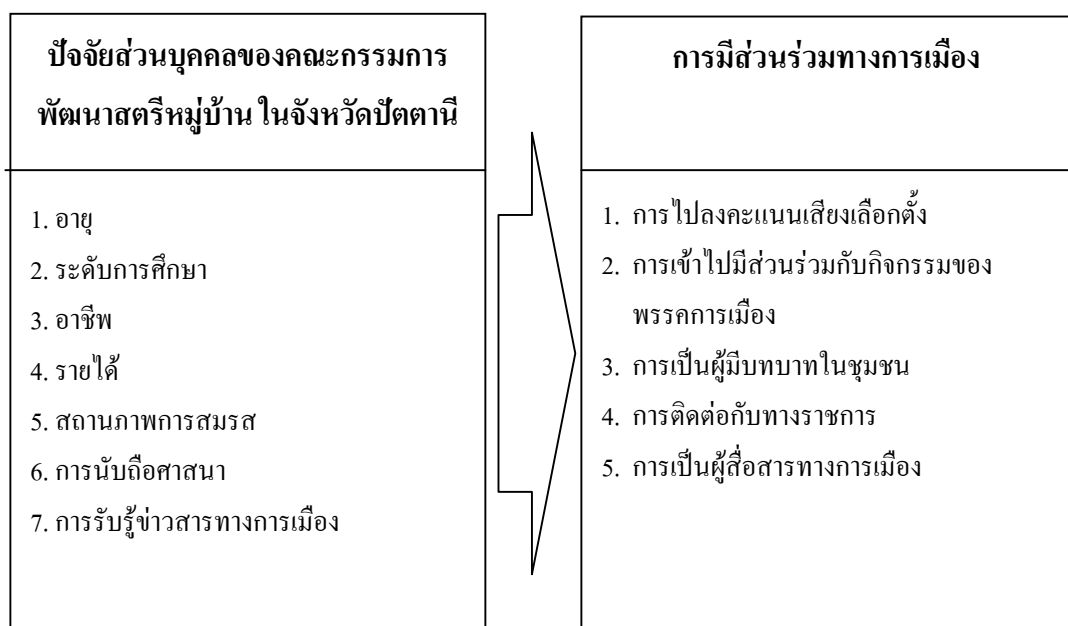 ปัจจัยส่วนบุคคลของคณะกรรมการ
พัฒนาสตรีหมู่บ้าน ในจังหวัดปัตตานี
1. อายุ
2. ระดับการศึกษา
3. อาชีพ
4. รายได้
5. สถานภาพการสมรส
6. การนับถือศาสนา
7. การรับรู้ข่าวสารทางการเมือง
การมีส่วนร่วมทางการเมือง
1. การไปลงคะแนนเสียงเลือกตั้ง
2. การเข้าไปมีส่วนร่วมกับกิจกรรมของ
พรรคการเมือง
3. การเป็นผู้มีบทบาทในชุมชน
4. การติดต่อกับทางราชการ
5. การเป็นผู้สื่อสารทางการเมือง